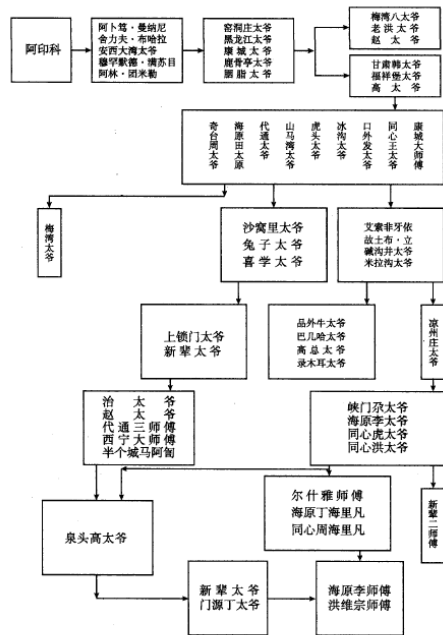 阿印科
阿卜笃·曼纳尼
舍力夫·布哈拉
安西大湾太爷
穆罕默德·满苏目
阿林·团米勒
窑洞庄太爷
黑龙江太爷
康城太爷
鹿骨亭太爷
胭脂太爷
梅湾八太爷
老洪太爷
赵太爷
甘肃韩太爷
福祥堡太爷
高太爷
奇台周太爷
海原田太原
代通太爷
山马湾太爷
虎头太爷
冰沟太爷
口外发太爷
同心王太爷
康城大师傅
梅湾太爷
沙窝里太爷
兔子太爷
喜学太爷
艾索非牙依
故土布·立
碱沟井太爷
米拉沟太爷
上锁门太爷
新辈太爷
品外牛太爷
巴几哈太爷
高总太爷
录木耳太爷
凉州庄太爷
治太爷
赵太爷
代通三师傅
西宁大师傅
半个城马阿訇
峡门尕太爷
海原李太爷
同心虎太爷
同心洪太爷
泉头高太爷
尔什雅师傅
海原丁海里凡
同心周海里凡
新辈二师傅
新辈太爷
门源丁太爷
海原李师傅
洪维宗师傅